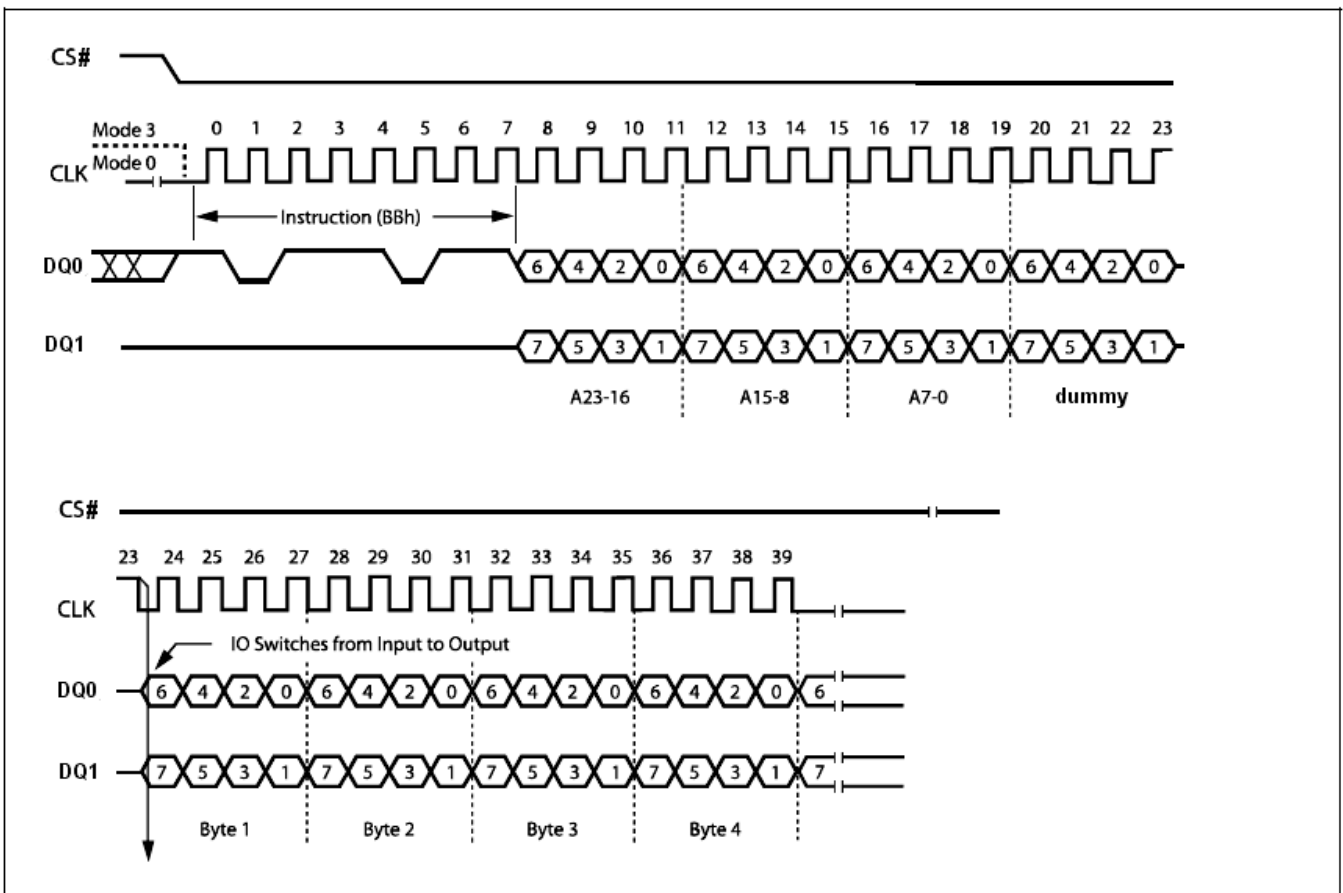 CS#
Mode 3
0 1 2 3 4 5 6 7 8 9 10 11 12 13 14 15 16 17 18 19 20 21 22 23
Mode 0
CLK
Instruction (BBh)
DQ0 6 4 2 0 6 4 2 0 6 4 2 0 6 4 2 0
DQ1 7 5 3 1 7 5 3 1 7 5 3 1 7 5 3 1
A23-16 A15-8 A7-0 dummy
CS#
23 24 25 26 27 28 29 30 31 32 33 34 35 36 37 38 39
CLK
IO Switches from Input to Output
DQ0 6 4 2 0 6 4 2 0 6 4 2 0 6 4 2 0 6
DQ1 7 5 3 1 7 5 3 1 7 5 3 1 7 5 3 1 7
Byte 1 Byte 2 Byte 3 Byte 4